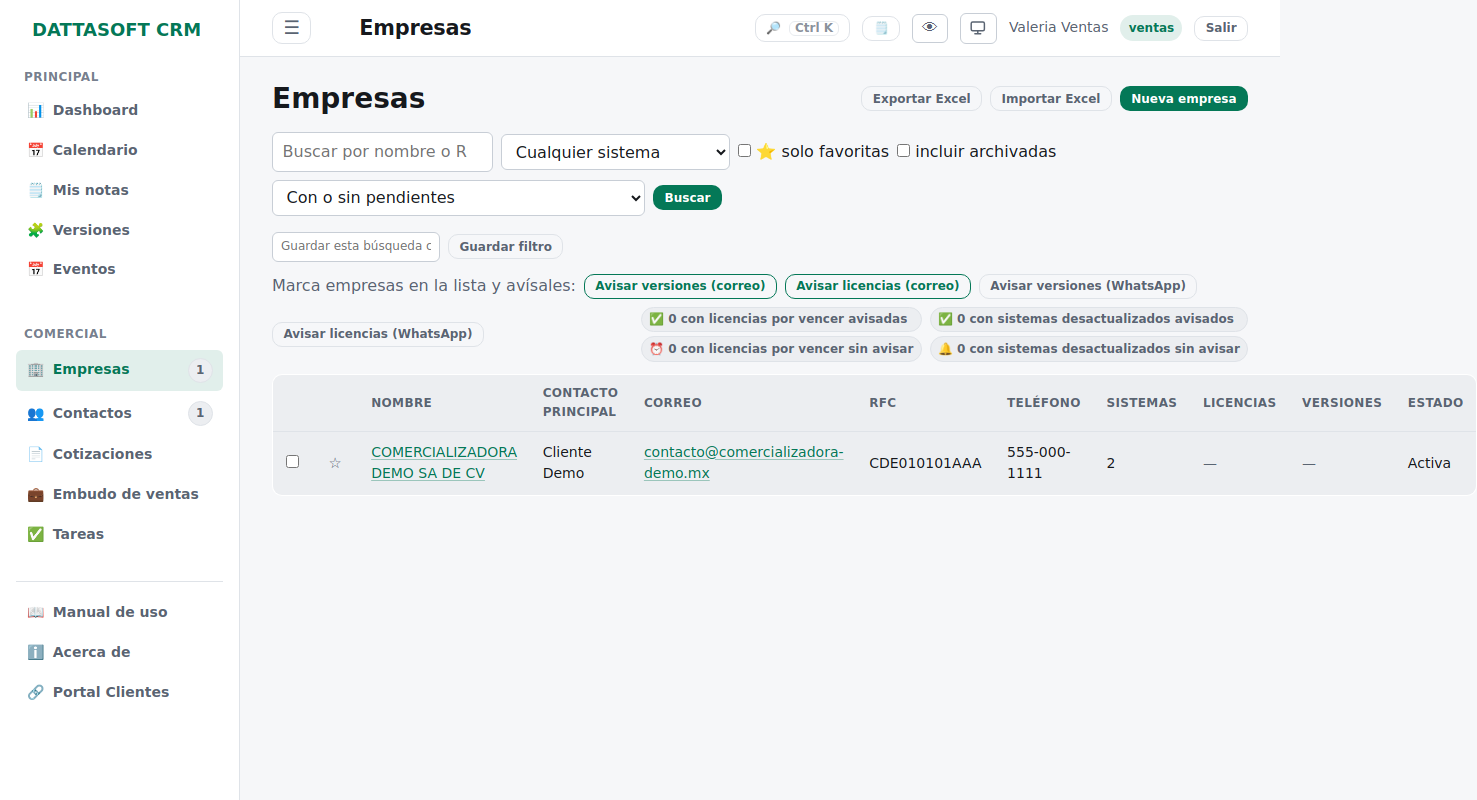 DATTASOFT CRM
PRINCIPAL
Dashboard
Calendario
Mis notas
Versiones
Eventos
COMERCIAL
Empresas 1
Contactos 1
Cotizaciones
Embudo de ventas
Tareas
Manual de uso
Acerca de
Portal Clientes
☰ Empresas Ctrl K Valeria Ventas ventas Salir
Empresas Exportar Excel Importar Excel Nueva empresa
Buscar por nombre o R Cualquier sistema ⭐ solo favoritas incluir archivadas
Con o sin pendientes Buscar
Guardar esta búsqueda c Guardar filtro
Marca empresas en la lista y avísales: Avisar versiones (correo) Avisar licencias (correo) Avisar versiones (WhatsApp)
Avisar licencias (WhatsApp)
✅ 0 con licencias por vencer avisadas ✅ 0 con sistemas desactualizados avisados
⏰ 0 con licencias por vencer sin avisar 🔔 0 con sistemas desactualizados sin avisar
NOMBRE CONTACTO PRINCIPAL CORREO RFC TELÉFONO SISTEMAS LICENCIAS VERSIONES ESTADO
☆ COMERCIALIZADORA DEMO SA DE CV Cliente Demo contacto@comercializadora-demo.mx CDE010101AAA 555-000-1111 2 — — Activa